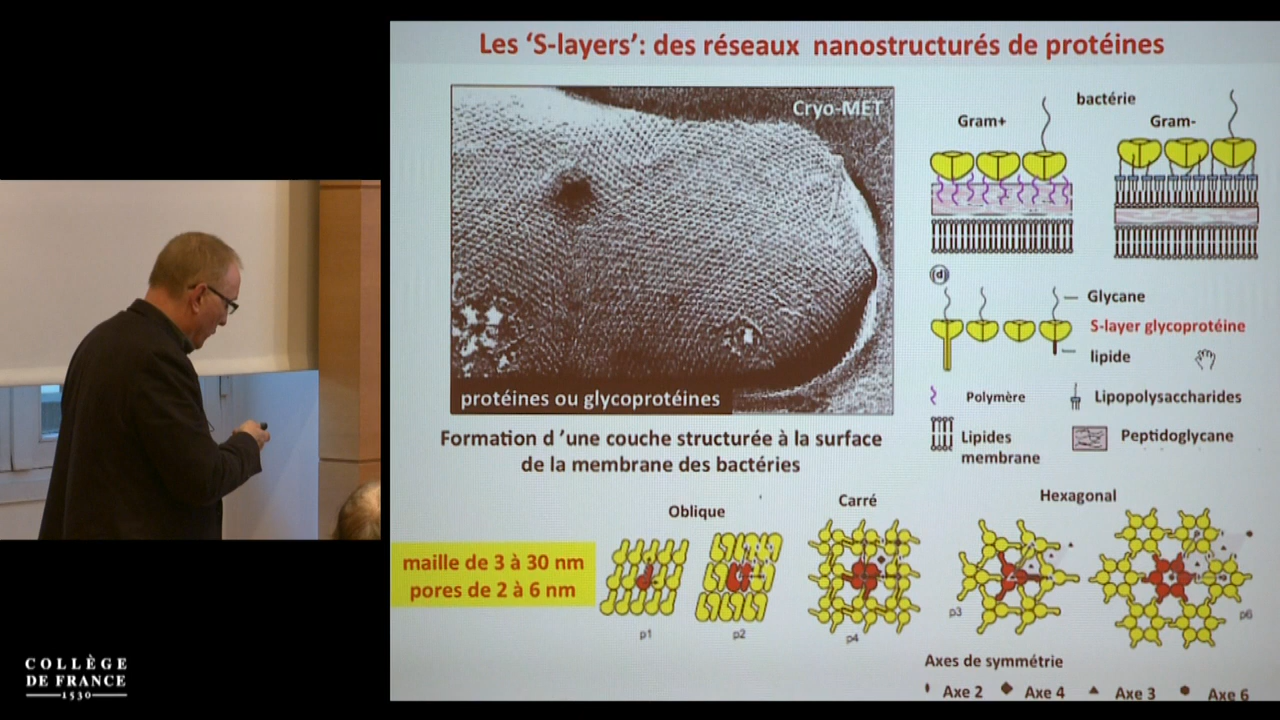 Les ‘S-layers’: des réseaux nanostructurés de protéines
Cryo-MET
protéines ou glycoprotéines
Formation d ’une couche structurée à la surface
de la membrane des bactéries
bactérie
Gram+
Gram-
(d)
Glycane
S-layer glycoprotéine
lipide
Polymère
Lipopolysaccharides
Lipides
membrane
Peptidoglycane
maille de 3 à 30 nm
pores de 2 à 6 nm
Oblique
Carré
Hexagonal
p1
p2
p4
p3
p6
Axes de symmétrie
Axe 2
Axe 4
Axe 3
Axe 6
COLLÈGE
DE FRANCE
1530